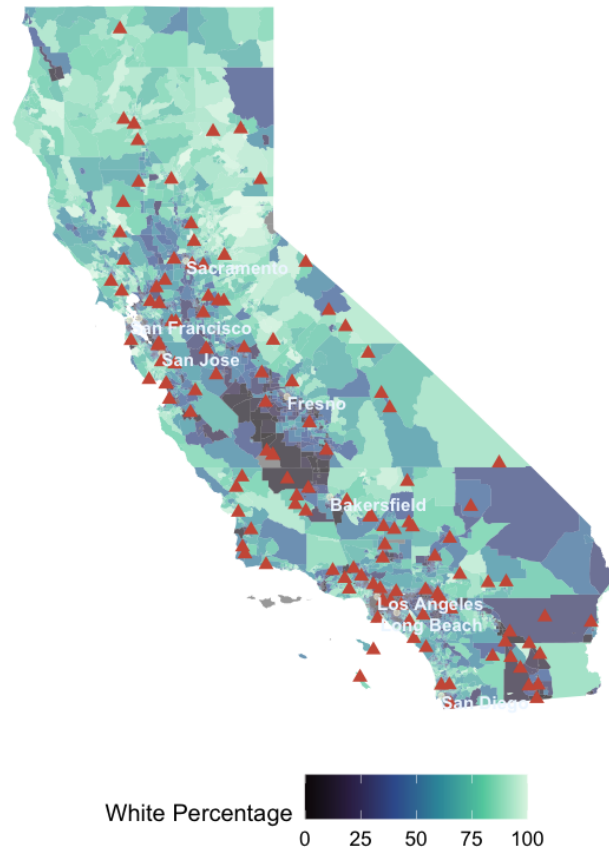 Sacramento
San Francisco
San Jose
Fresno
Bakersfield
Los Angeles
Long Beach
San Diego
White Percentage
0 25 50 75 100